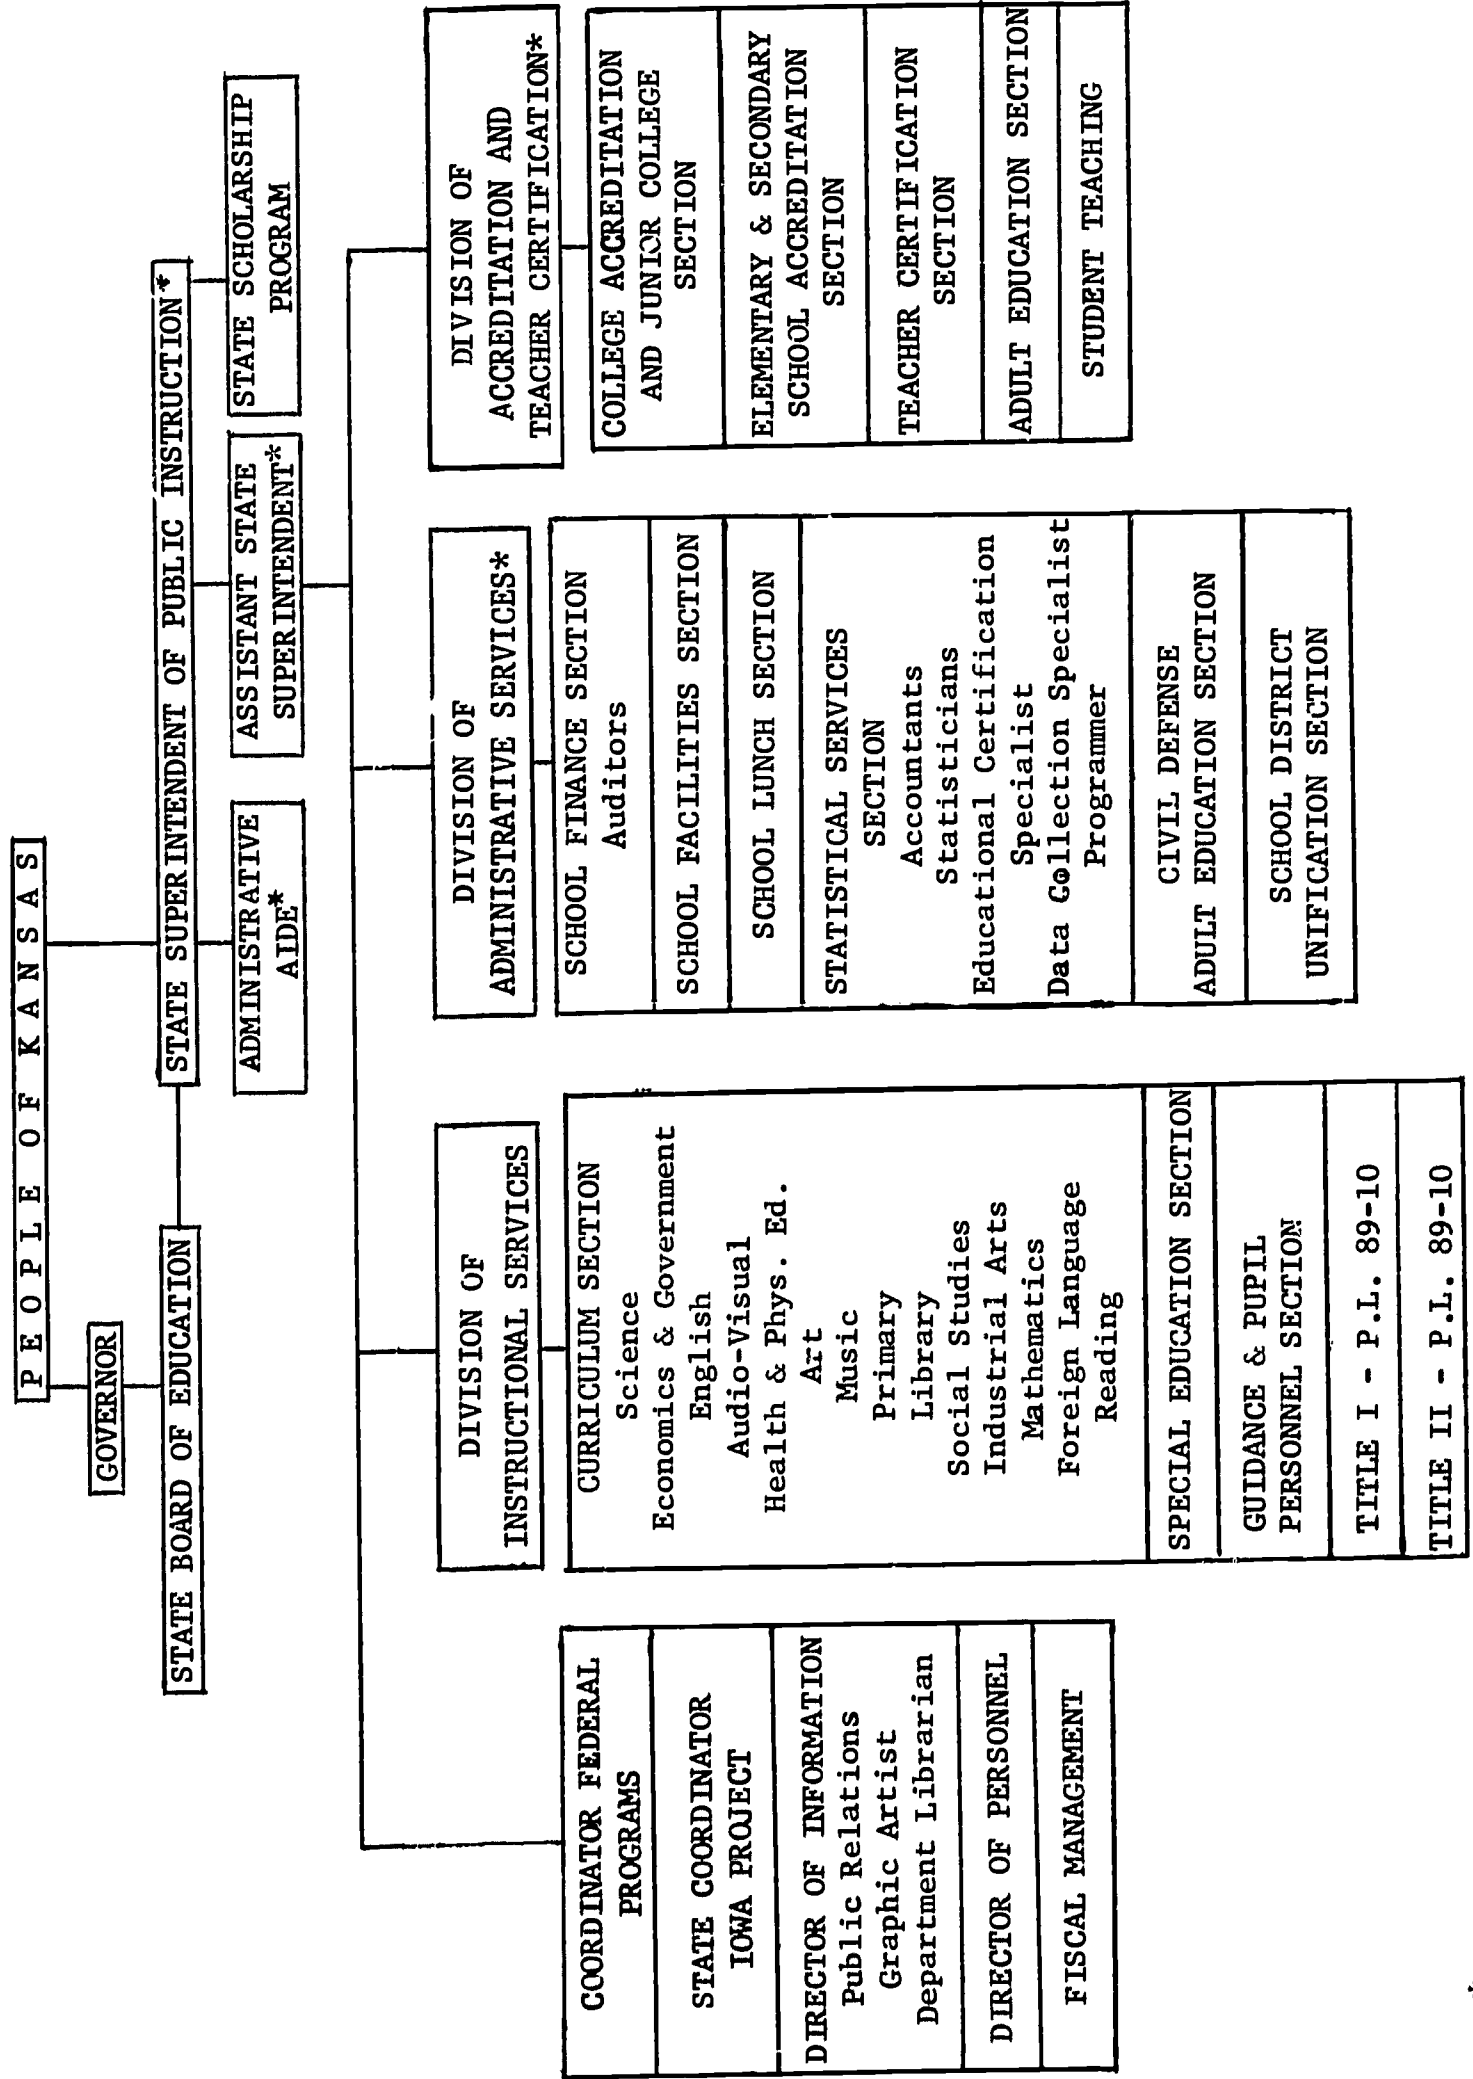 P E O P L E O F K A N S A S
GOVERNOR
STATE BOARD OF EDUCATION
STATE SUPERINTENDENT OF PUBLIC INSTRUCTION*
ADMINISTRATIVE
AIDE*
ASSISTANT STATE
SUPERINTENDENT*
STATE SCHOLARSHIP
PROGRAM
COORDINATOR FEDERAL
PROGRAMS
STATE COORDINATOR
IOWA PROJECT
DIRECTOR OF INFORMATION
Public Relations
Graphic Artist
Department Librarian
DIRECTOR OF PERSONNEL
FISCAL MANAGEMENT
DIVISION OF
INSTRUCTIONAL SERVICES
CURRICULUM SECTION
Science
Economics & Government
English
Audio-Visual
Health & Phys. Ed.
Art
Music
Primary
Library
Social Studies
Industrial Arts
Mathematics
Foreign Language
Reading
SPECIAL EDUCATION SECTION
GUIDANCE & PUPIL
PERSONNEL SECTION
TITLE I - P.L. 89-10
TITLE II - P.L. 89-10
DIVISION OF
ADMINISTRATIVE SERVICES*
SCHOOL FINANCE SECTION
Auditors
SCHOOL FACILITIES SECTION
SCHOOL LUNCH SECTION
STATISTICAL SERVICES
SECTION
Accountants
Statisticians
Educational Certification
Specialist
Data Collection Specialist
Programmer
CIVIL DEFENSE
ADULT EDUCATION SECTION
SCHOOL DISTRICT
UNIFICATION SECTION
DIVISION OF
ACCREDITATION AND
TEACHER CERTIFICATION*
COLLEGE ACCREDITATION
AND JUNIOR COLLEGE
SECTION
ELEMENTARY & SECONDARY
SCHOOL ACCREDITATION
SECTION
TEACHER CERTIFICATION
SECTION
ADULT EDUCATION SECTION
STUDENT TEACHING